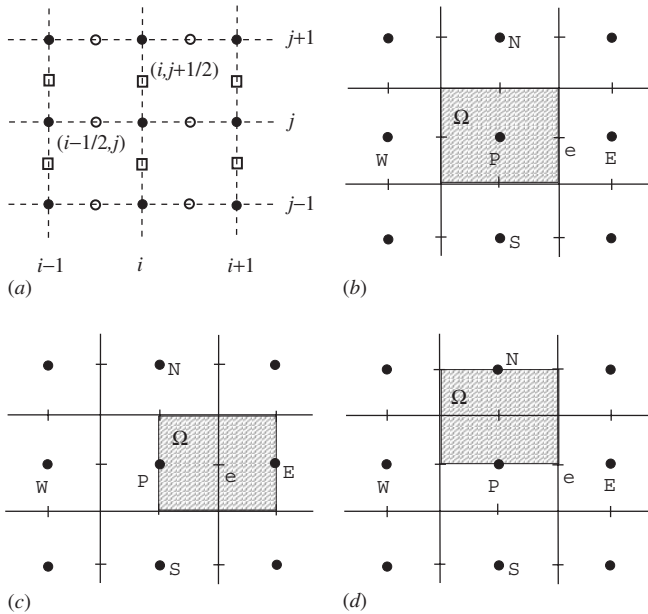 j+1
(i,j+1/2)
j
(i−1/2,j)
j−1
i−1 i i+1
(a)
N
Ω
W P e E
S
(b)
N
Ω
W P e E
S
(c)
N
Ω
W P e E
S
(d)